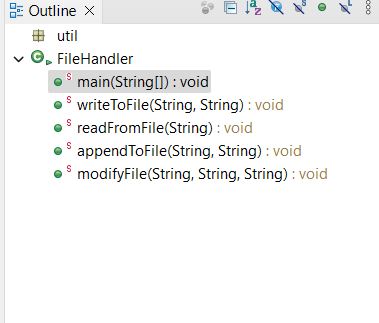 Outline
util
FileHandler
main(String[]) : void
writeToFile(String, String) : void
readFromFile(String) : void
appendToFile(String, String) : void
modifyFile(String, String, String) : void